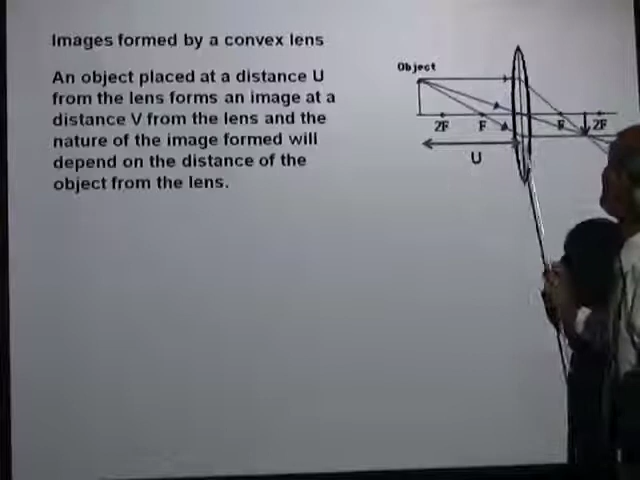 Images formed by a convex lens
Object
An object placed at a distance U
from the lens forms an image at a
distance V from the lens and the
nature of the image formed will
depend on the distance of the
object from the lens.
2F F F 2F
U